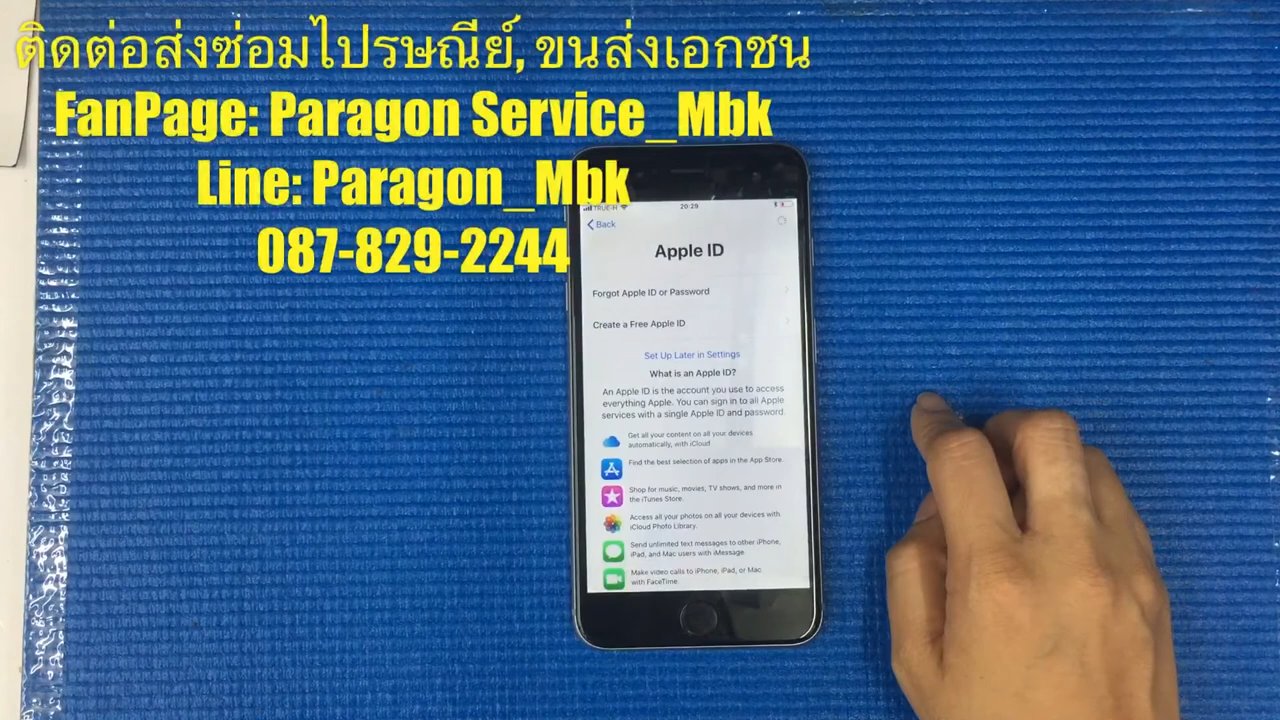 ติดต่อส่งซ่อมไปรษณีย์, ขนส่งเอกชน
FanPage: Paragon Service_Mbk
Line: Paragon_Mbk
087-829-2244
TRUE-H 20:29
Back
Apple ID
Forgot Apple ID or Password
Create a Free Apple ID
Set Up Later in Settings
What is an Apple ID?
An Apple ID is the account you use to access
everything Apple. You can sign in to all Apple
services with a single Apple ID and password.
Get all your content on all your devices
automatically, with iCloud
Find the best selection of apps in the App Store.
Shop for music, movies, TV shows, and more in
the iTunes Store.
Access all your photos on all your devices with
iCloud Photo Library.
Send unlimited text messages to other iPhone,
iPad, and Mac users with iMessage.
Make video calls to iPhone, iPad, or Mac
with FaceTime.